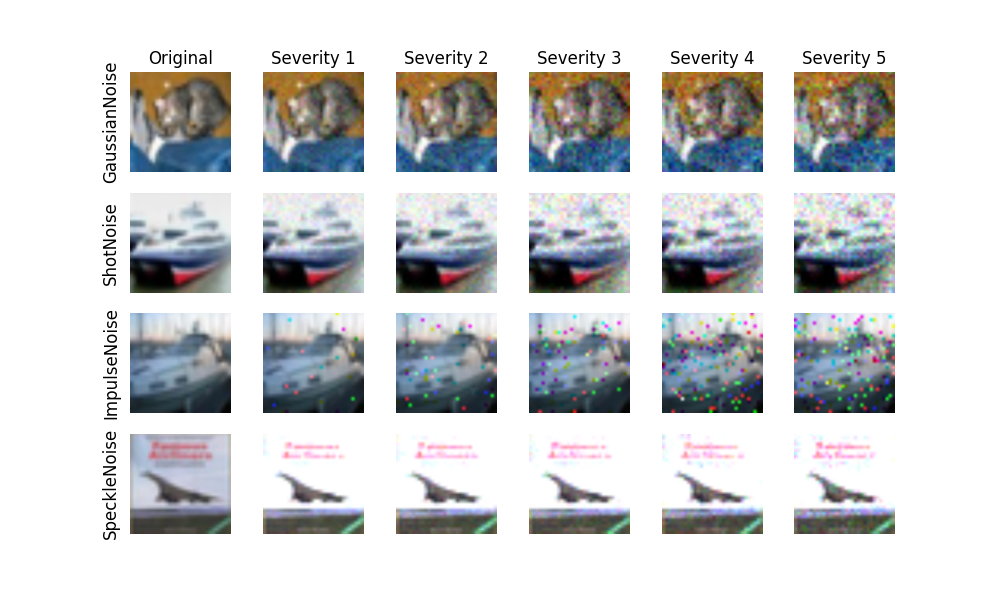 Original Severity 1 Severity 2 Severity 3 Severity 4 Severity 5
GaussianNoise
ShotNoise
ImpulseNoise
SpeckleNoise